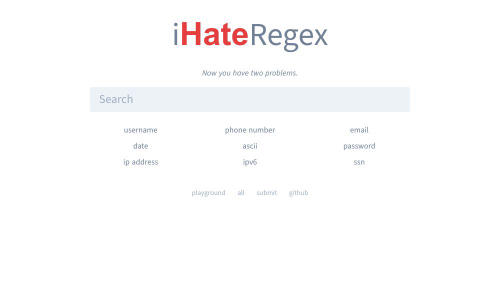 iHateRegex
Now you have two problems.
Search
username phone number email
date ascii password
ip address ipv6 ssn
playground all submit github